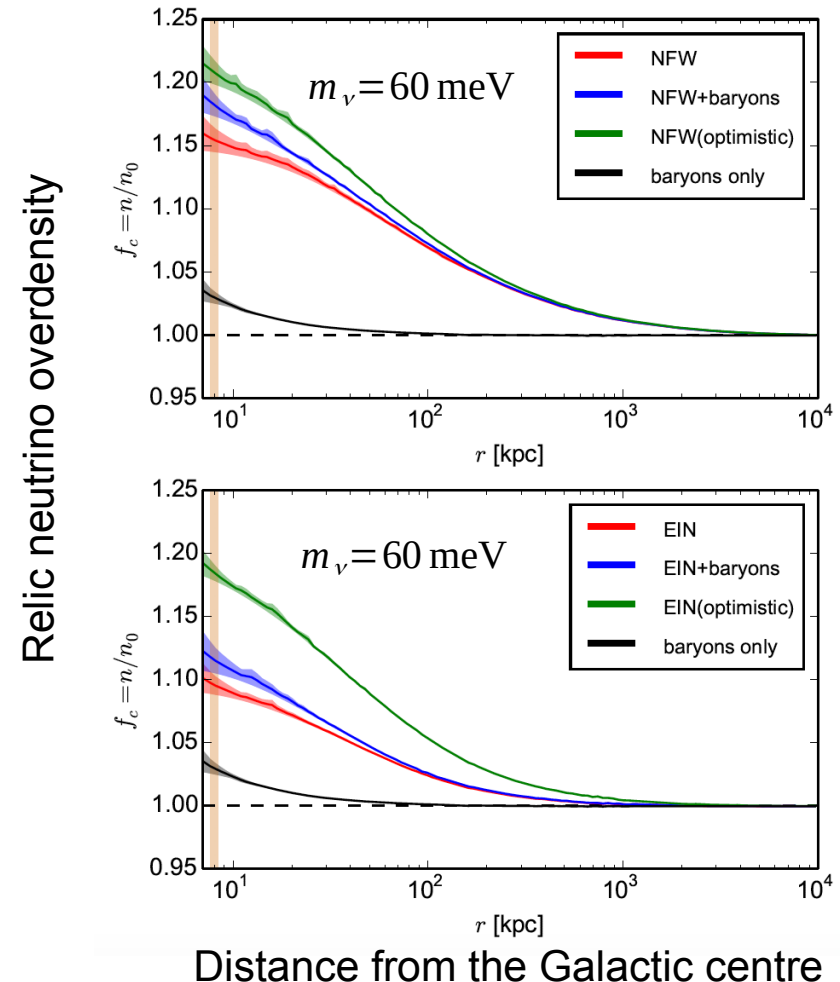 Relic neutrino overdensity
1.25
1.20
1.15
1.10
1.05
1.00
0.95
f_c = n/n_0
m_ν = 60 meV
NFW
NFW+baryons
NFW(optimistic)
baryons only
10^1
10^2
10^3
10^4
r [kpc]
1.25
1.20
1.15
1.10
1.05
1.00
0.95
f_c = n/n_0
m_ν = 60 meV
EIN
EIN+baryons
EIN(optimistic)
baryons only
10^1
10^2
10^3
10^4
r [kpc]
Distance from the Galactic centre